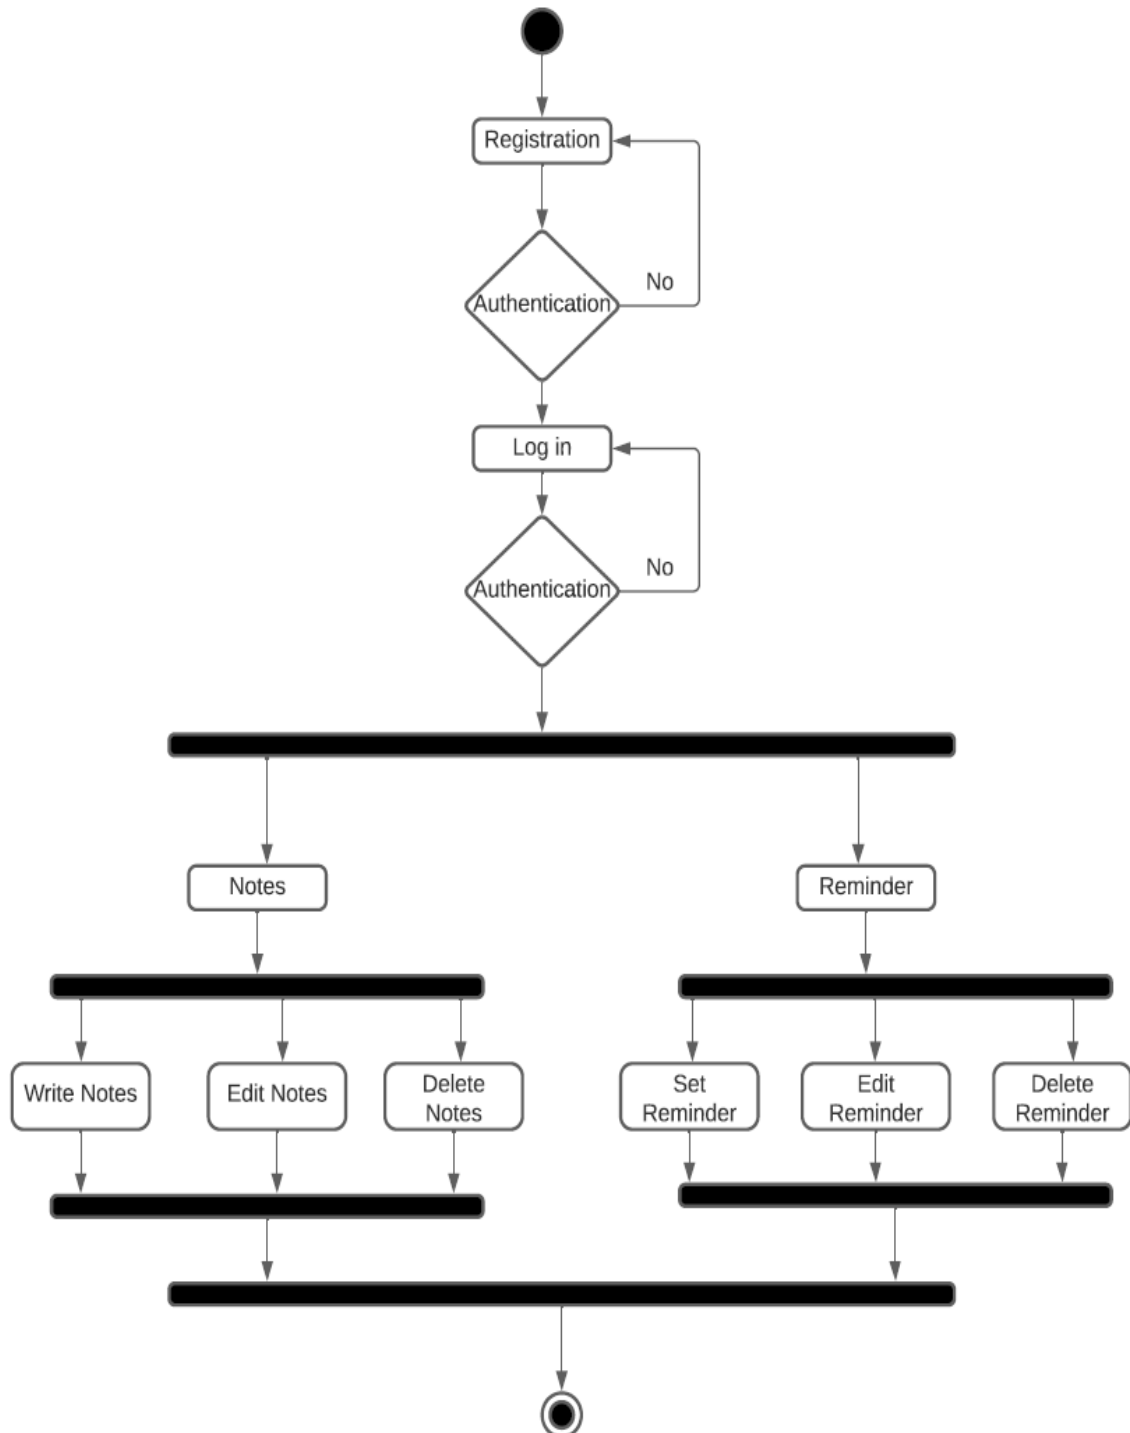 Registration
Authentication
No
Log in
Authentication
No
Notes
Reminder
Write Notes
Edit Notes
Delete
Notes
Set
Reminder
Edit
Reminder
Delete
Reminder